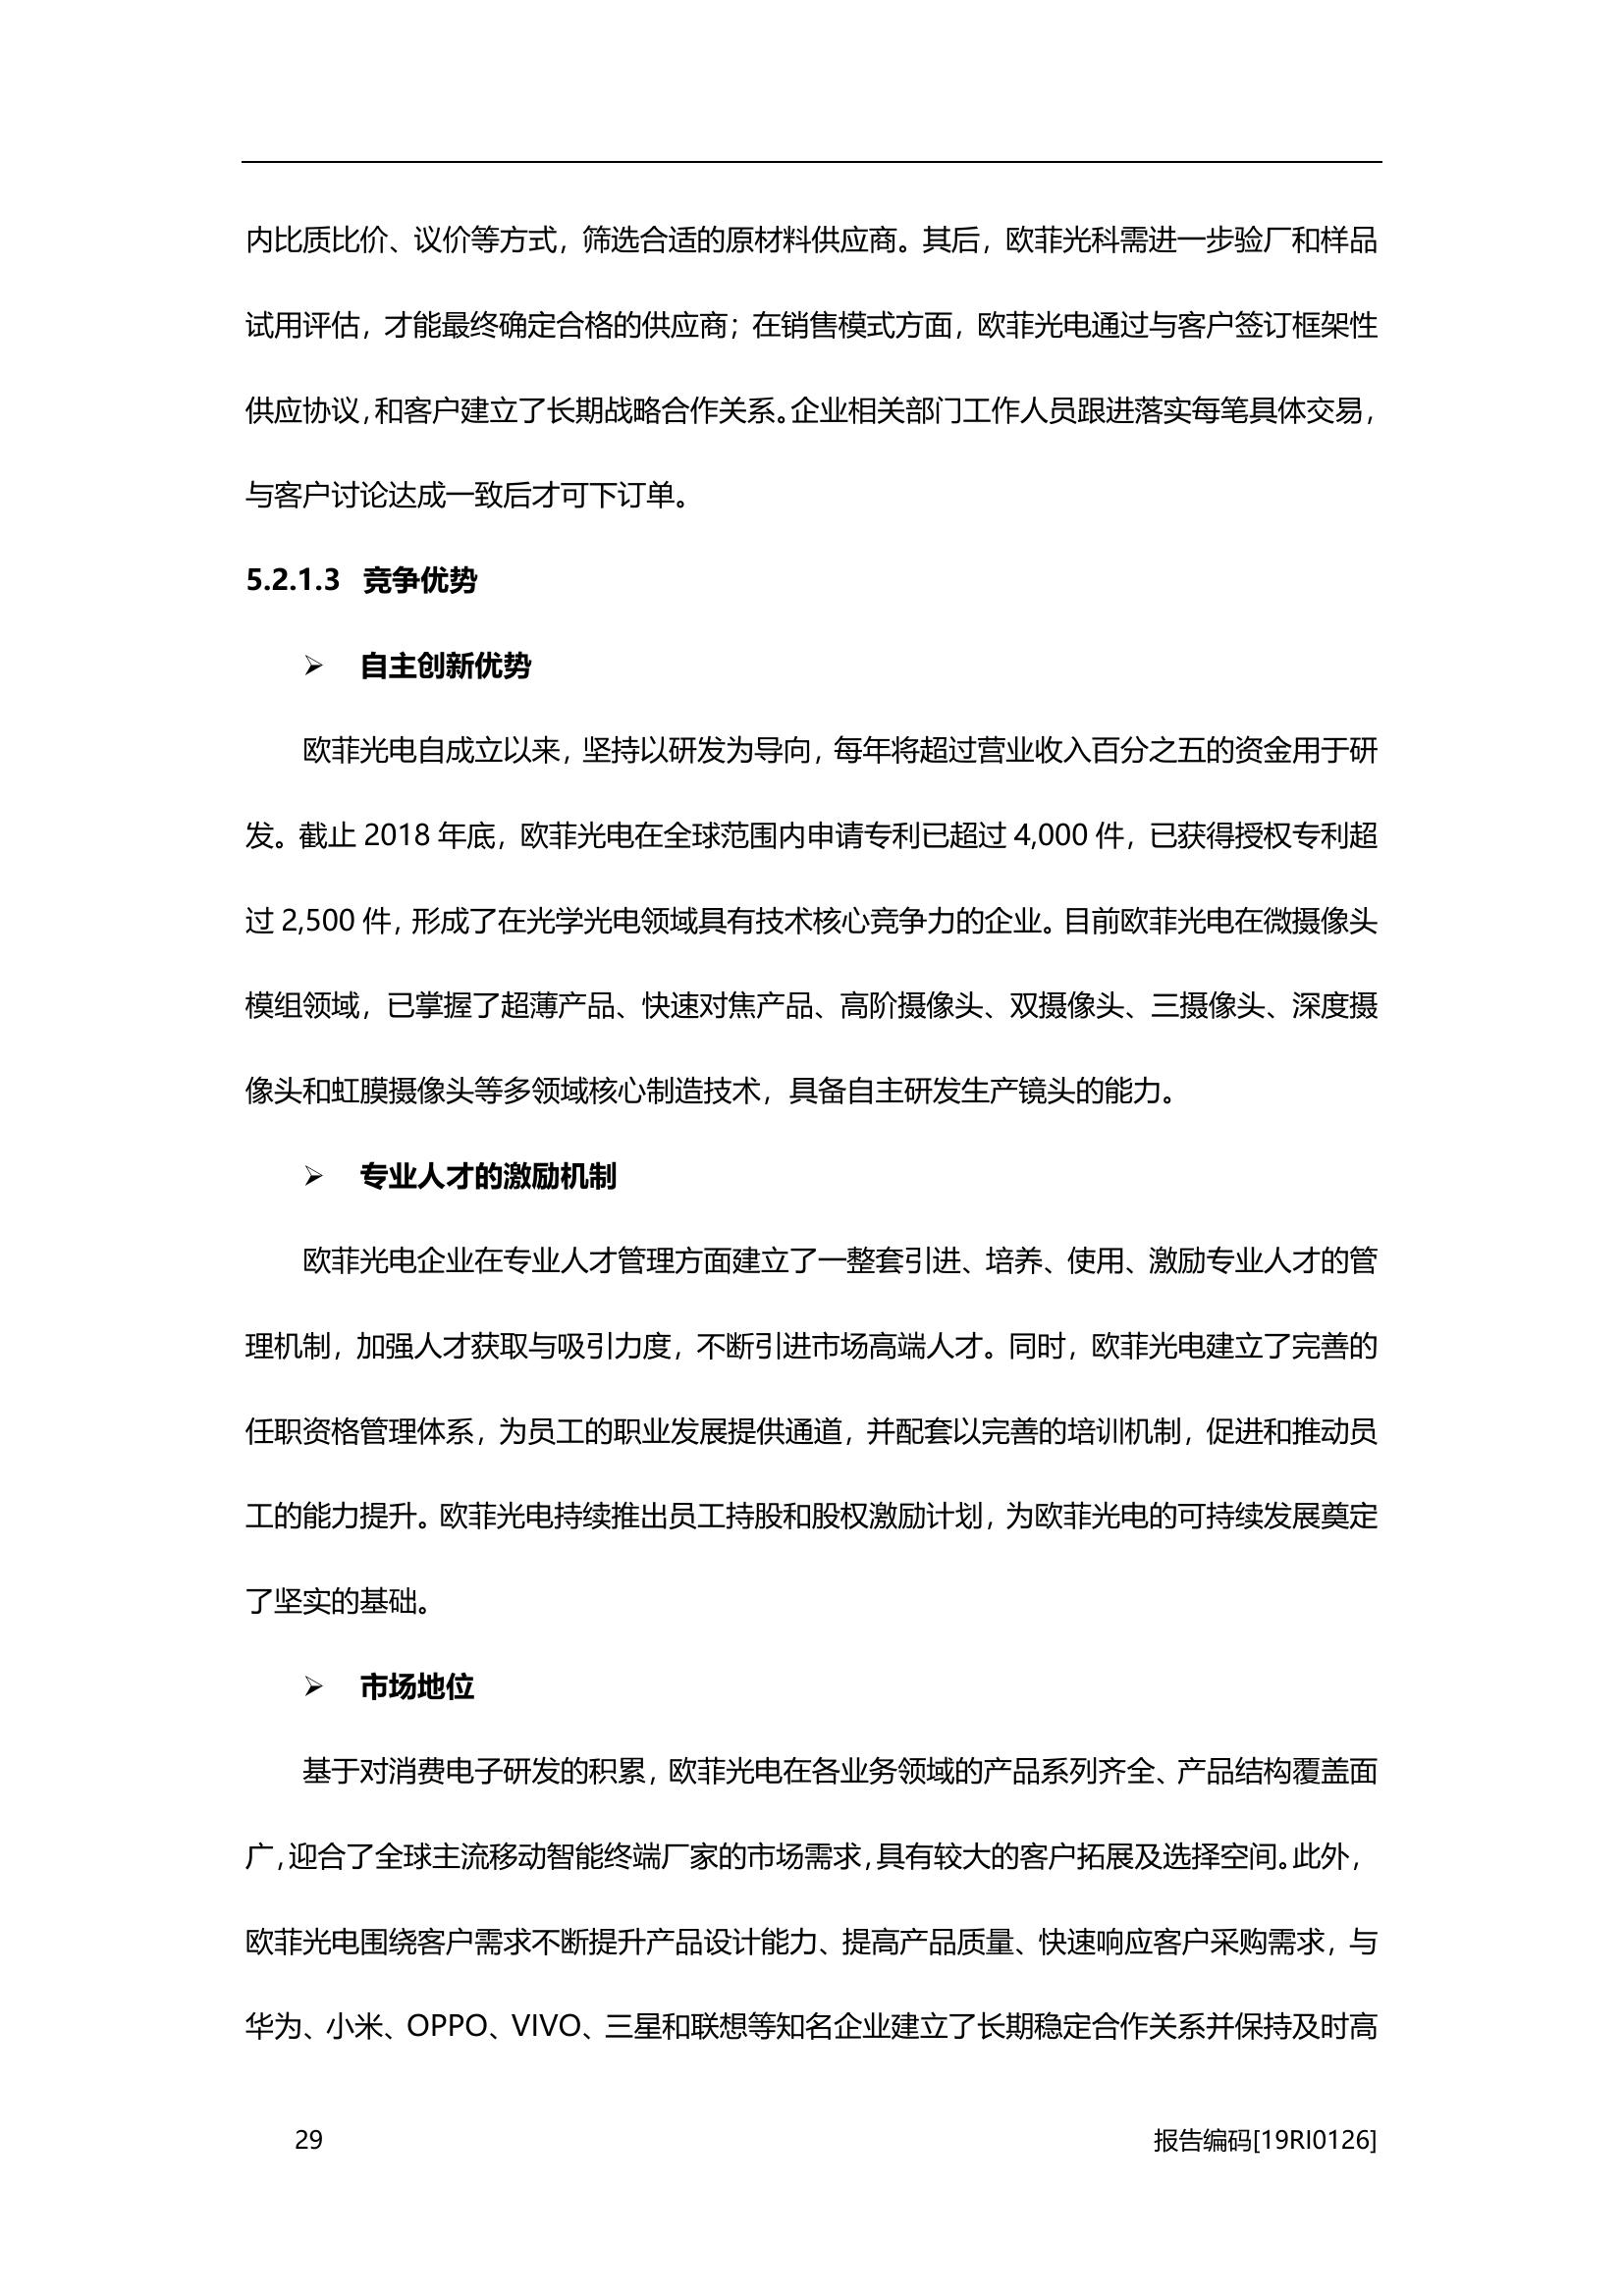 内比质比价、议价等方式，筛选合适的原材料供应商。其后，欧菲光科需进一步验厂和样品
试用评估，才能最终确定合格的供应商；在销售模式方面，欧菲光电通过与客户签订框架性
供应协议，和客户建立了长期战略合作关系。企业相关部门工作人员跟进落实每笔具体交易，
与客户讨论达成一致后才可下订单。
5.2.1.3 竞争优势
➢ 自主创新优势
欧菲光电自成立以来，坚持以研发为导向，每年将超过营业收入百分之五的资金用于研
发。截止 2018 年底，欧菲光电在全球范围内申请专利已超过 4,000 件，已获得授权专利超
过 2,500 件，形成了在光学光电领域具有技术核心竞争力的企业。目前欧菲光电在微摄像头
模组领域，已掌握了超薄产品、快速对焦产品、高阶摄像头、双摄像头、三摄像头、深度摄
像头和虹膜摄像头等多领域核心制造技术，具备自主研发生产镜头的能力。
➢ 专业人才的激励机制
欧菲光电企业在专业人才管理方面建立了一整套引进、培养、使用、激励专业人才的管
理机制，加强人才获取与吸引力度，不断引进市场高端人才。同时，欧菲光电建立了完善的
任职资格管理体系，为员工的职业发展提供通道，并配套以完善的培训机制，促进和推动员
工的能力提升。欧菲光电持续推出员工持股和股权激励计划，为欧菲光电的可持续发展奠定
了坚实的基础。
➢ 市场地位
基于对消费电子研发的积累，欧菲光电在各业务领域的产品系列齐全、产品结构覆盖面
广，迎合了全球主流移动智能终端厂家的市场需求，具有较大的客户拓展及选择空间。此外，
欧菲光电围绕客户需求不断提升产品设计能力、提高产品质量、快速响应客户采购需求，与
华为、小米、OPPO、VIVO、三星和联想等知名企业建立了长期稳定合作关系并保持及时高
29 报告编码[19RI0126]